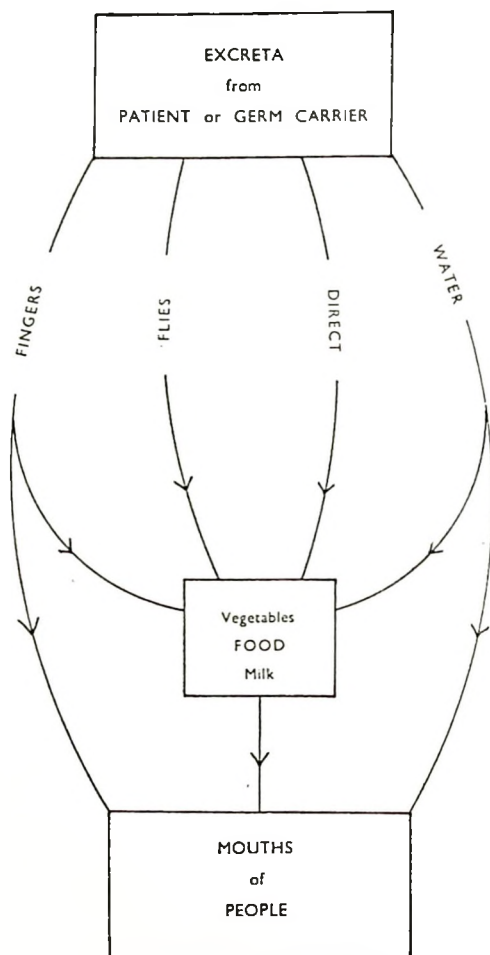 EXCRETA
from
PATIENT or GERM CARRIER
FINGERS
FLIES
DIRECT
WATER
Vegetables
FOOD
Milk
MOUTHS
of
PEOPLE